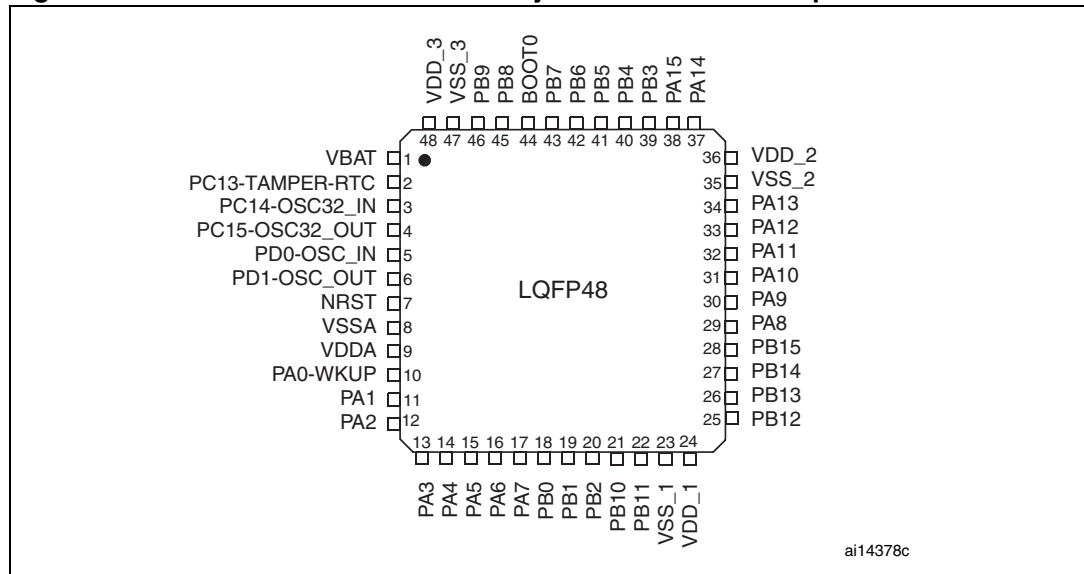 VDD_3
VSS_3
PB9
PB8
BOOT0
PB7
PB6
PB5
PB4
PB3
PA15
PA14
48 47 46 45 44 43 42 41 40 39 38 37
VBAT 1
PC13-TAMPER-RTC 2
PC14-OSC32_IN 3
PC15-OSC32_OUT 4
PD0-OSC_IN 5
PD1-OSC_OUT 6
NRST 7
VSSA 8
VDDA 9
PA0-WKUP 10
PA1 11
PA2 12
LQFP48
36 VDD_2
35 VSS_2
34 PA13
33 PA12
32 PA11
31 PA10
30 PA9
29 PA8
28 PB15
27 PB14
26 PB13
25 PB12
13 14 15 16 17 18 19 20 21 22 23 24
PA3
PA4
PA5
PA6
PA7
PB0
PB1
PB2
PB10
PB11
VSS_1
VDD_1
ai14378c